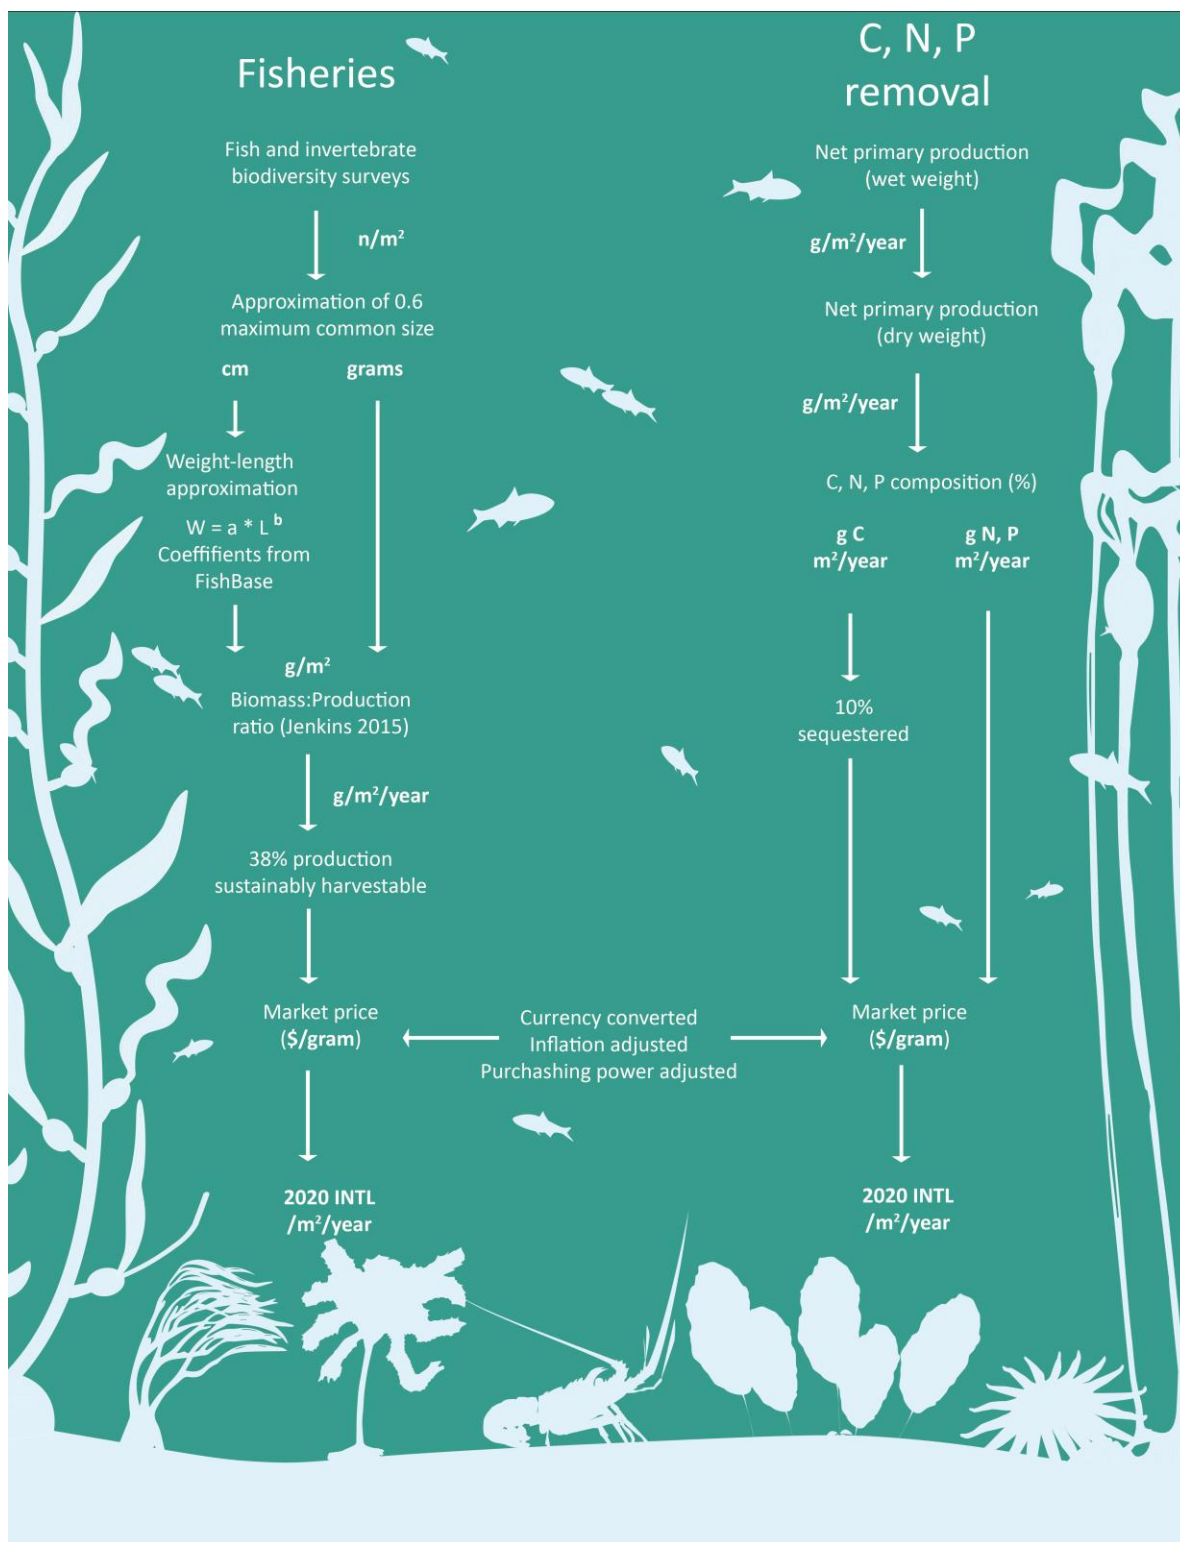 Fisheries
Fish and invertebrate
biodiversity surveys
n/m²
Approximation of 0.6
maximum common size
cm
grams
Weight-length
approximation
W = a * L ᵇ
Coeffifients from
FishBase
g/m²
Biomass:Production
ratio (Jenkins 2015)
g/m²/year
38% production
sustainably harvestable
Market price
($/gram)
2020 INTL
/m²/year
Currency converted
Inflation adjusted
Purchashing power adjusted
C, N, P
removal
Net primary production
(wet weight)
g/m²/year
Net primary production
(dry weight)
g/m²/year
C, N, P composition (%)
g C
m²/year
g N, P
m²/year
10%
sequestered
Market price
($/gram)
2020 INTL
/m²/year